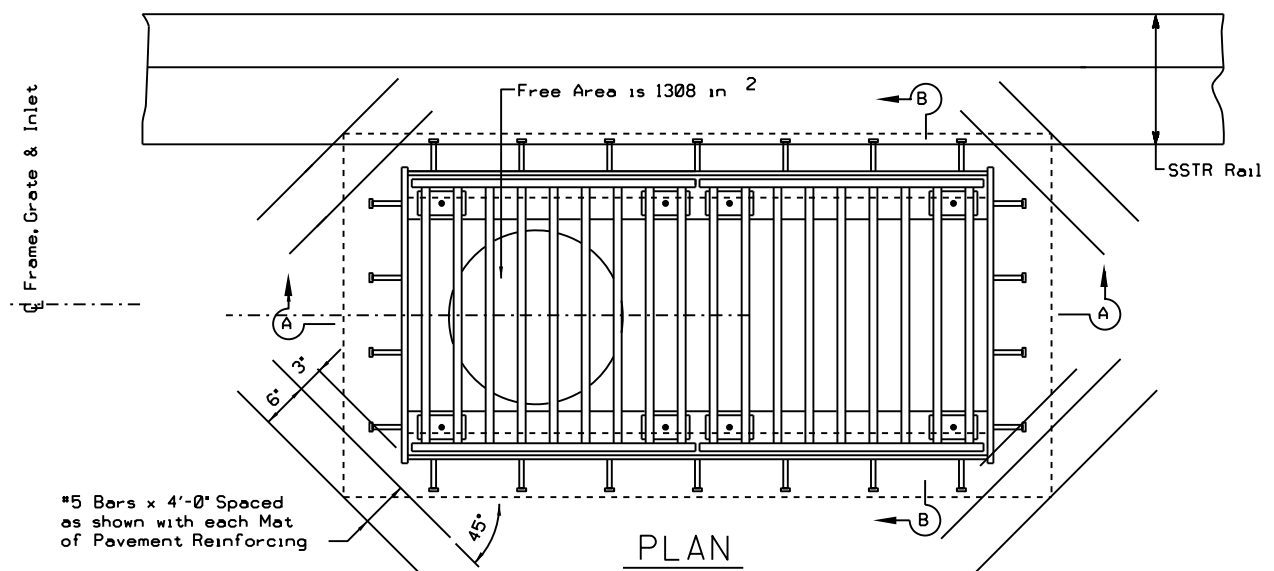 Free Area is 1308 in 2
B
SSTR Rail
℄ Frame, Grate & Inlet
A
A
3"
6"
#5 Bars x 4'-0" Spaced
as shown with each Mat
of Pavement Reinforcing
45°
B
PLAN